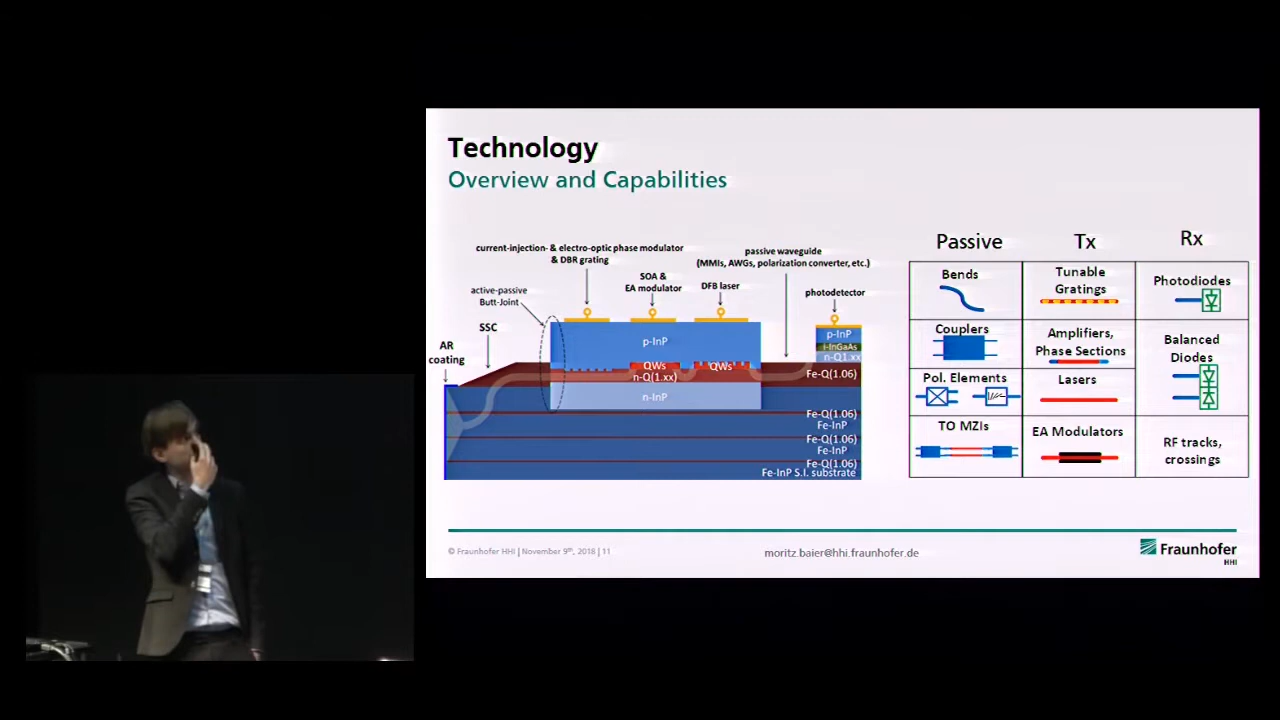 Technology
Overview and Capabilities
current-injection- & electro-optic phase modulator
& DBR grating
SOA &
EA modulator
DFB laser
passive waveguide
(MMIs, AWGs, polarization converter, etc.)
photodetector
active-passive
Butt-Joint
SSC
AR
coating
p-InP
QWs
QWs
n-Q(1.xx)
n-InP
p-InP
i-InGaAs
n-Q1.xx
Fe-Q(1.06)
Fe-Q(1.06)
Fe-InP
Fe-Q(1.06)
Fe-InP
Fe-Q(1.06)
Fe-InP S.I. substrate
Passive
Tx
Rx
Bends
Tunable
Gratings
Photodiodes
Couplers
Amplifiers,
Phase Sections
Balanced
Diodes
Pol. Elements
Lasers
TO MZIs
EA Modulators
RF tracks,
crossings
© Fraunhofer HHI | November 9th, 2018 | 11
moritz.baier@hhi.fraunhofer.de
Fraunhofer
HHI